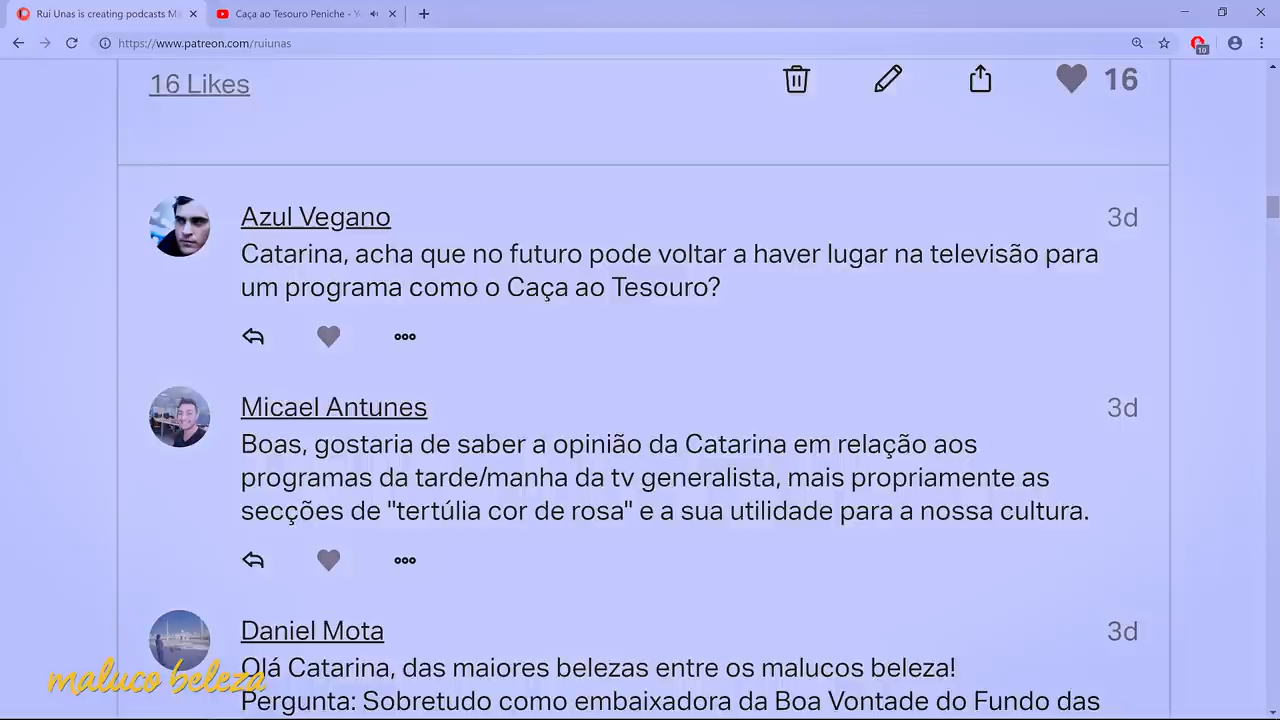 Rui Unas is creating podcasts M
Caça ao Tesouro Peniche - Y
https://www.patreon.com/ruiunas
10
16 Likes
16
Azul Vegano
3d
Catarina, acha que no futuro pode voltar a haver lugar na televisão para
um programa como o Caça ao Tesouro?
Micael Antunes
3d
Boas, gostaria de saber a opinião da Catarina em relação aos
programas da tarde/manha da tv generalista, mais propriamente as
secções de "tertúlia cor de rosa" e a sua utilidade para a nossa cultura.
Daniel Mota
3d
Olá Catarina, das maiores belezas entre os malucos beleza!
Pergunta: Sobretudo como embaixadora da Boa Vontade do Fundo das
maluco beleza